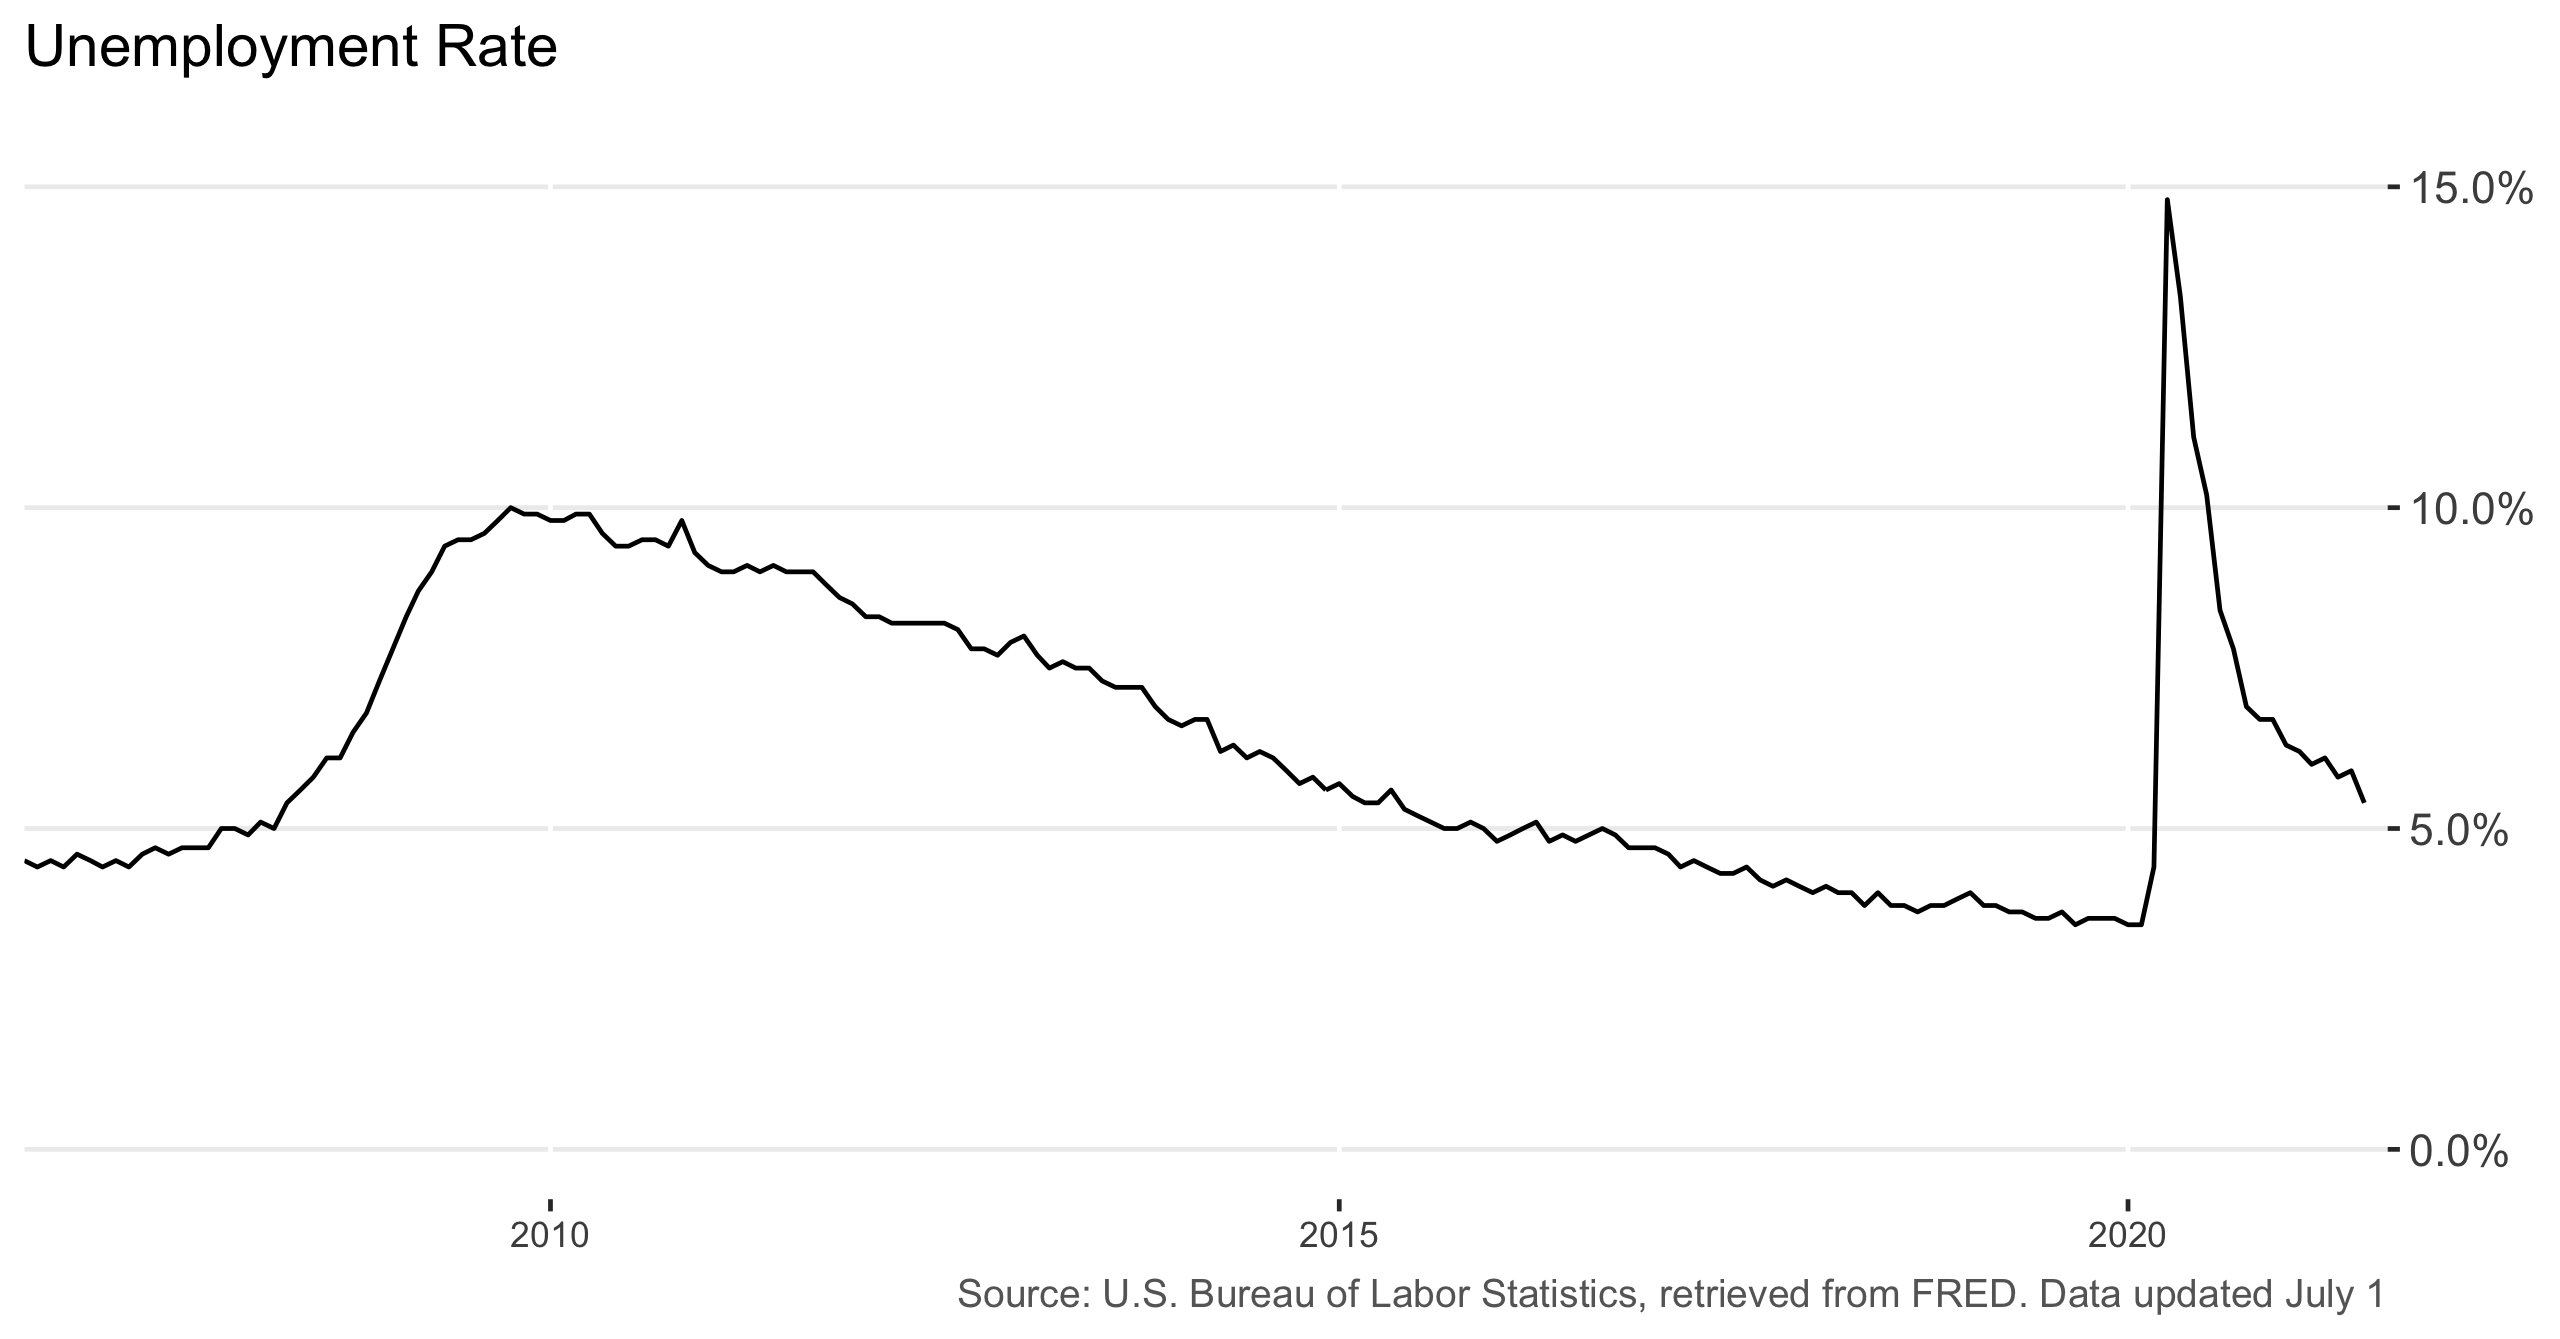 Unemployment Rate
15.0%
10.0%
5.0%
0.0%
2010 2015 2020
Source: U.S. Bureau of Labor Statistics, retrieved from FRED. Data updated July 1